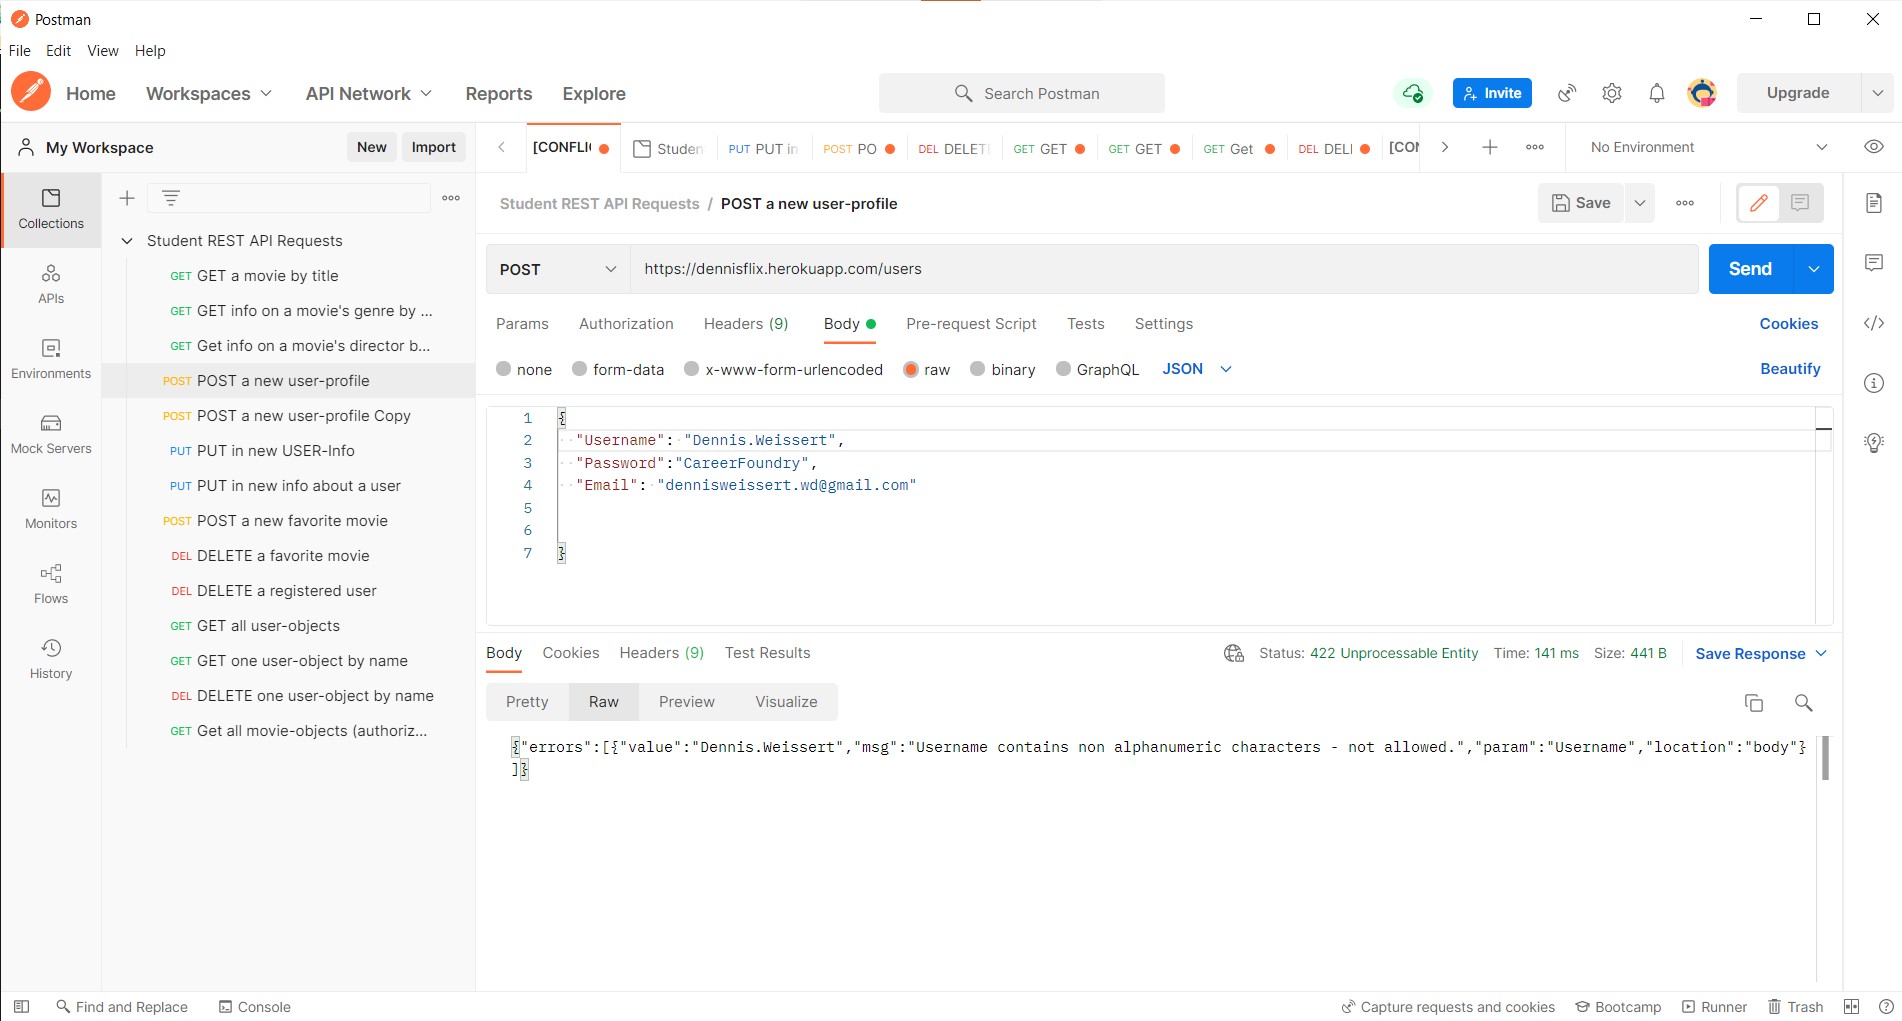 Postman
File Edit View Help
Home Workspaces API Network Reports Explore
Search Postman
Invite
Upgrade
My Workspace
New Import
[CONFLI
Studen
PUT PUT in
POST PO
DEL DELET
GET GET
GET GET
GET Get
DEL DEL
[CO
No Environment
Collections
APIs
Environments
Mock Servers
Monitors
Flows
History
Student REST API Requests
GET GET a movie by title
GET GET info on a movie's genre by ...
GET Get info on a movie's director b...
POST POST a new user-profile
POST POST a new user-profile Copy
PUT PUT in new USER-Info
PUT PUT in new info about a user
POST POST a new favorite movie
DEL DELETE a favorite movie
DEL DELETE a registered user
GET GET all user-objects
GET GET one user-object by name
DEL DELETE one user-object by name
GET Get all movie-objects (authoriz...
Student REST API Requests / POST a new user-profile
Save
POST https://dennisflix.herokuapp.com/users
Send
Params Authorization Headers (9) Body Pre-request Script Tests Settings
Cookies
none form-data x-www-form-urlencoded raw binary GraphQL JSON
Beautify
1 {
2 "Username": "Dennis.Weissert",
3 "Password":"CareerFoundry",
4 "Email": "dennisweissert.wd@gmail.com"
5
6
7 }
Body Cookies Headers (9) Test Results
Status: 422 Unprocessable Entity Time: 141 ms Size: 441 B Save Response
Pretty Raw Preview Visualize
{"errors":[{"value":"Dennis.Weissert","msg":"Username contains non alphanumeric characters - not allowed.","param":"Username","location":"body"}
]}
Find and Replace Console
Capture requests and cookies Bootcamp Runner Trash